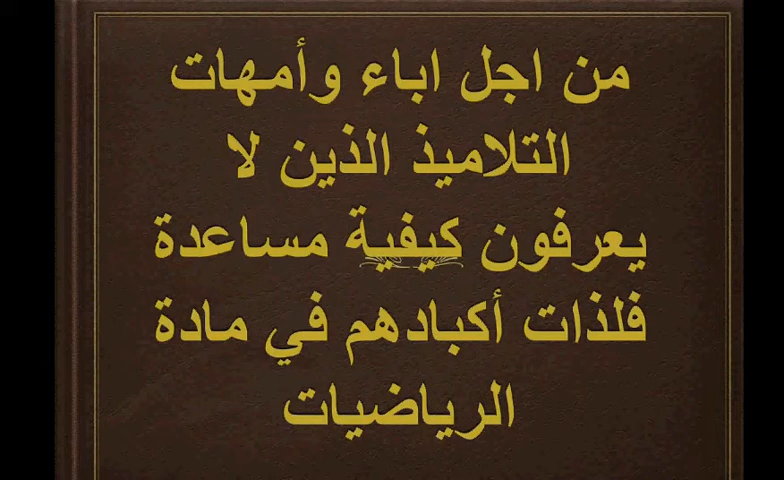 من اجل اباء وأمهات
التلاميذ الذين لا
يعرفون كيفية مساعدة
فلذات أكبادهم في مادة
الرياضيات